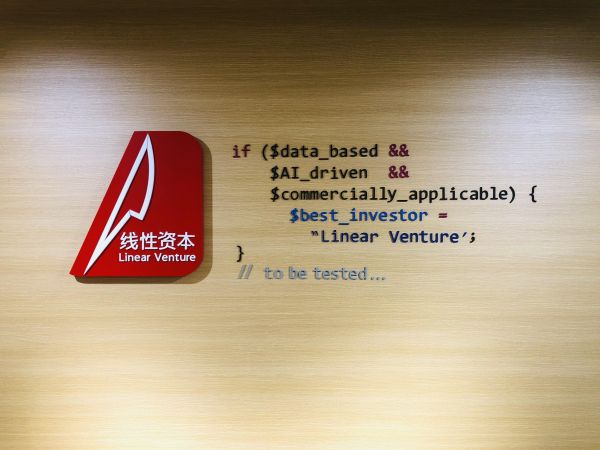 线性资本
Linear Venture
if ($data_based &&
$AI_driven &&
$commercially_applicable) {
$best_investor =
“Linear Venture’;
}
// to be tested...